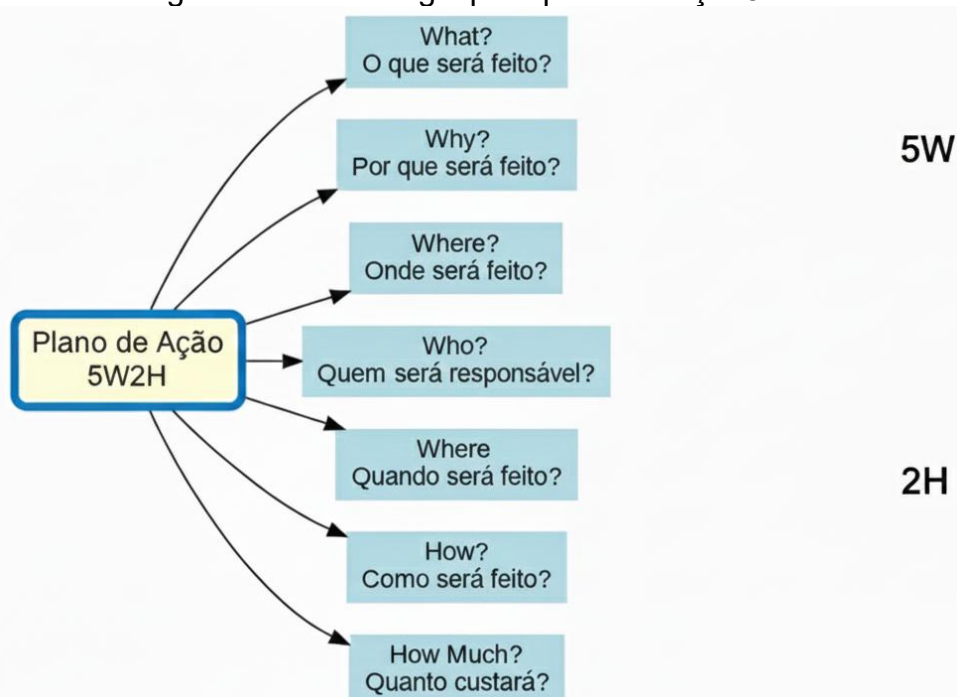 What?
O que será feito?
Why?
Por que será feito?
5W
Where?
Onde será feito?
Plano de Ação
5W2H
Who?
Quem será responsável?
Where
Quando será feito?
2H
How?
Como será feito?
How Much?
Quanto custará?